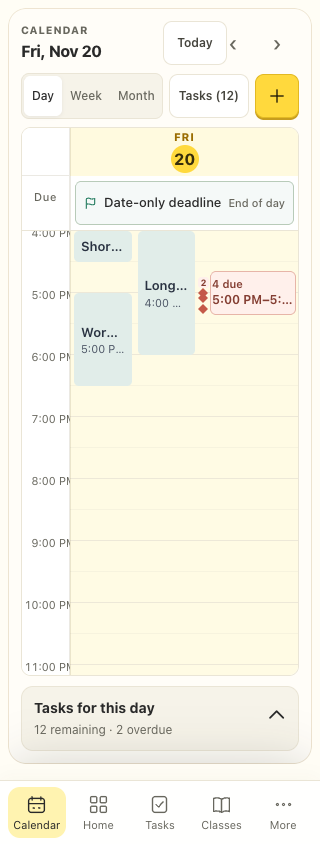 CALENDAR
Fri, Nov 20
Today
Day
Week
Month
Tasks (12)
FRI
20
Due
Date-only deadline
End of day
4:00 PM
Shor...
Long...
4:00 ...
2
4 due
5:00 PM–5:...
5:00 PM
Wor...
5:00 P...
6:00 PM
7:00 PM
8:00 PM
9:00 PM
10:00 PM
11:00 PM
Tasks for this day
12 remaining · 2 overdue
Calendar
Home
Tasks
Classes
More